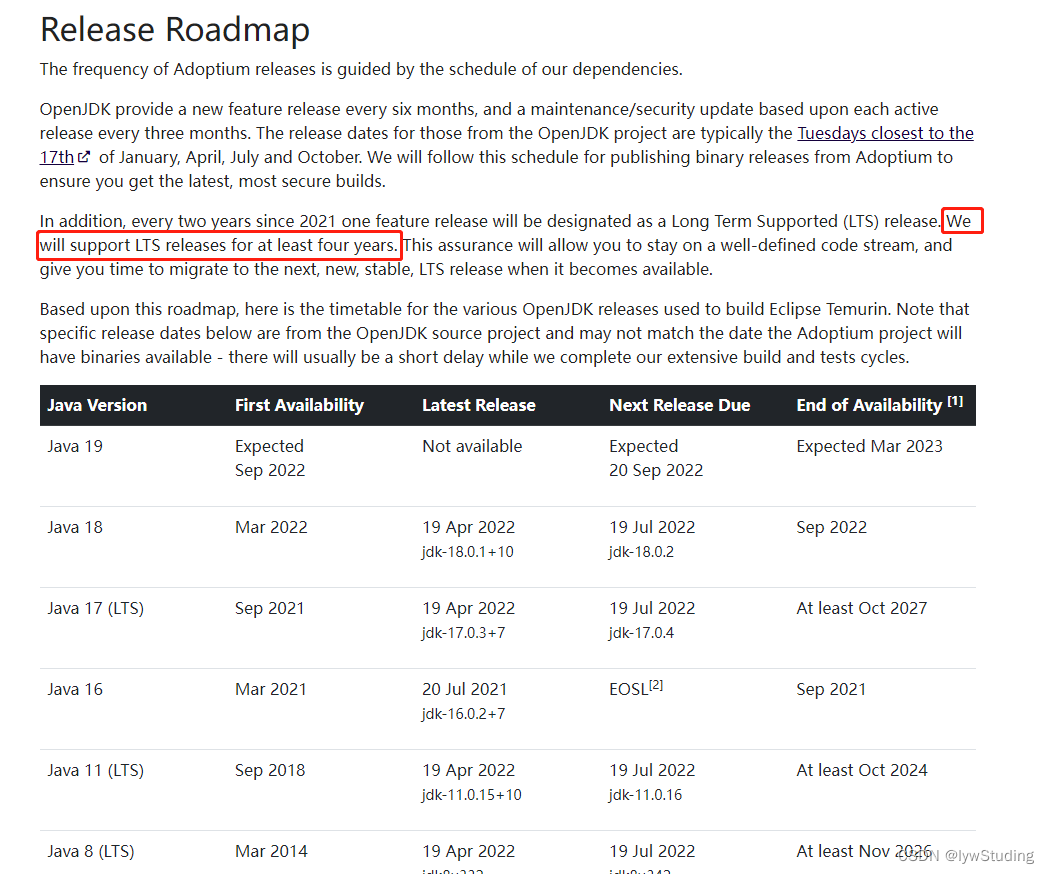 Release Roadmap
The frequency of Adoptium releases is guided by the schedule of our dependencies.
OpenJDK provide a new feature release every six months, and a maintenance/security update based upon each active
release every three months. The release dates for those from the OpenJDK project are typically the Tuesdays closest to the
17th of January, April, July and October. We will follow this schedule for publishing binary releases from Adoptium to
ensure you get the latest, most secure builds.
In addition, every two years since 2021 one feature release will be designated as a Long Term Supported (LTS) release. We
will support LTS releases for at least four years. This assurance will allow you to stay on a well-defined code stream, and
give you time to migrate to the next, new, stable, LTS release when it becomes available.
Based upon this roadmap, here is the timetable for the various OpenJDK releases used to build Eclipse Temurin. Note that
specific release dates below are from the OpenJDK source project and may not match the date the Adoptium project will
have binaries available - there will usually be a short delay while we complete our extensive build and tests cycles.
Java Version First Availability Latest Release Next Release Due End of Availability [1]
Java 19 Expected Not available Expected Expected Mar 2023
Sep 2022 20 Sep 2022
Java 18 Mar 2022 19 Apr 2022 19 Jul 2022 Sep 2022
jdk-18.0.1+10 jdk-18.0.2
Java 17 (LTS) Sep 2021 19 Apr 2022 19 Jul 2022 At least Oct 2027
jdk-17.0.3+7 jdk-17.0.4
Java 16 Mar 2021 20 Jul 2021 EOSL[2] Sep 2021
jdk-16.0.2+7
Java 11 (LTS) Sep 2018 19 Apr 2022 19 Jul 2022 At least Oct 2024
jdk-11.0.15+10 jdk-11.0.16
Java 8 (LTS) Mar 2014 19 Apr 2022 19 Jul 2022 At least Nov 2026
CSDN @lywStuding